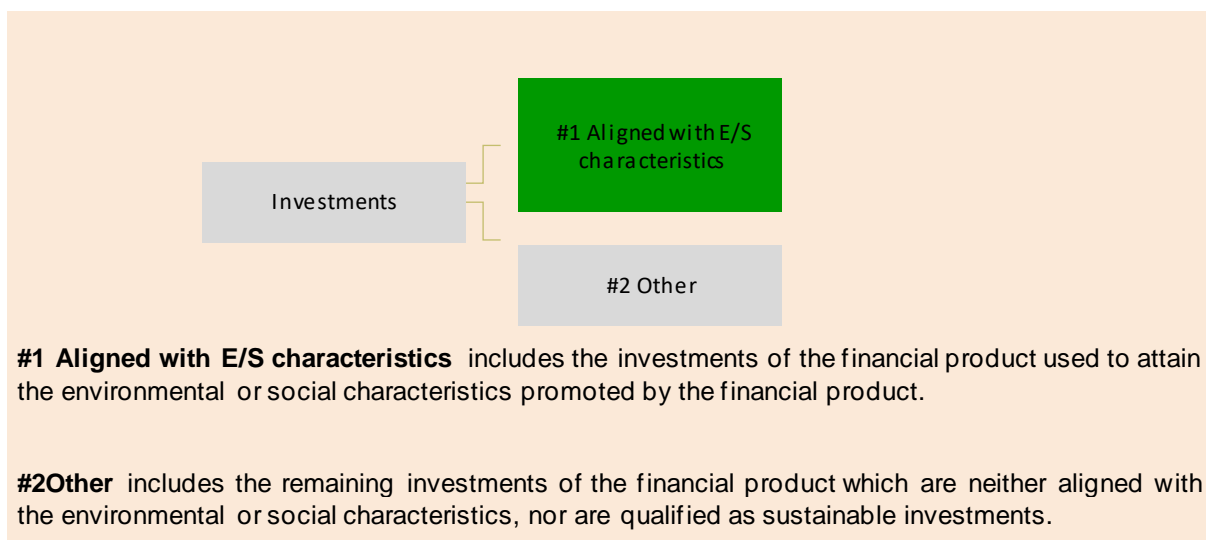 #1 Aligned with E/S
characteristics
Investments
#2 Other
#1 Aligned with E/S characteristics includes the investments of the financial product used to attain
the environmental or social characteristics promoted by the financial product.
#2Other includes the remaining investments of the financial product which are neither aligned with
the environmental or social characteristics, nor are qualified as sustainable investments.